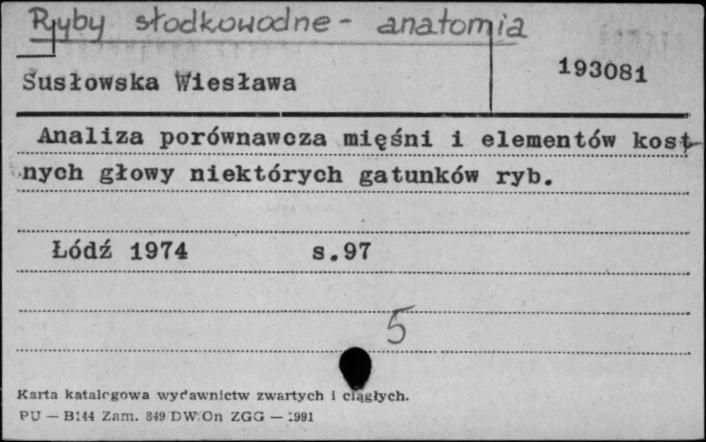 Ryby słodkowodne - anatomia
Susłowska Wiesława 193081
Analiza porównawcza mięśni i elementów kost-
nych głowy niektórych gatunków ryb.
Łódź 1974 s.97
5
Karta katalogowa wydawnictw zwartych i ciągłych.
PU — B144 Zam. 849 DW/On ZGG — 1991